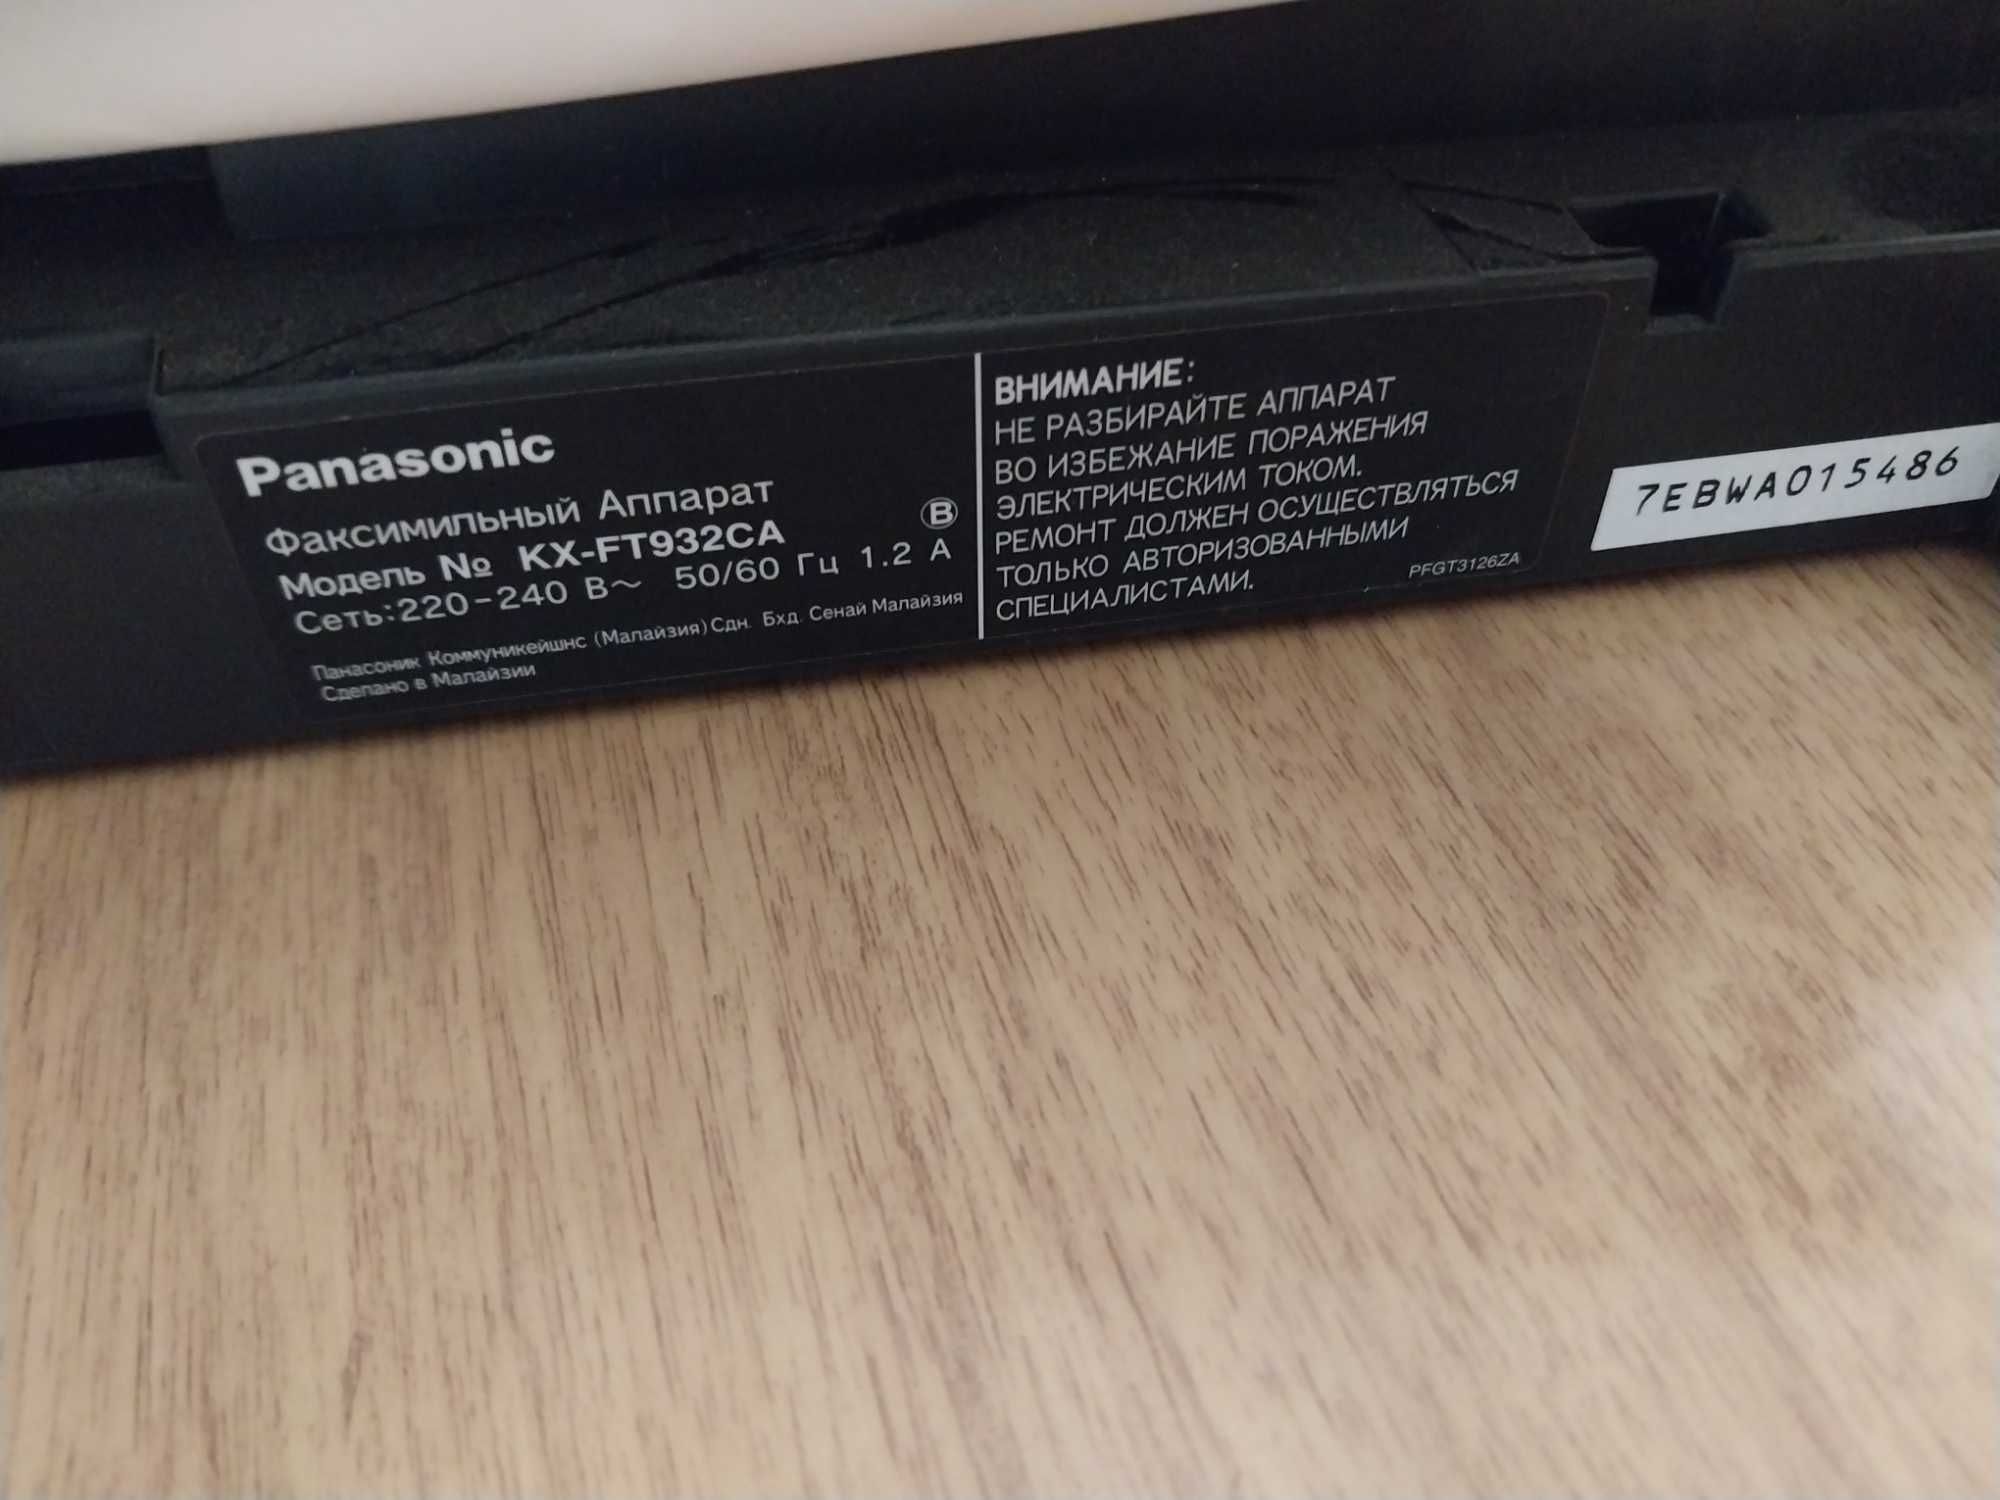 Panasonic
Факсимильный Аппарат
Модель № KX-FT932CA
B
Сеть:220-240 В~ 50/60 Гц 1.2 А
Панасоник Коммуникейшнс (Малайзия) Сдн. Бхд. Сенай Малайзия
Сделано в Малайзии
ВНИМАНИЕ:
НЕ РАЗБИРАЙТЕ АППАРАТ
ВО ИЗБЕЖАНИЕ ПОРАЖЕНИЯ
ЭЛЕКТРИЧЕСКИМ ТОКОМ.
РЕМОНТ ДОЛЖЕН ОСУЩЕСТВЛЯТЬСЯ
ТОЛЬКО АВТОРИЗОВАННЫМИ
СПЕЦИАЛИСТАМИ.
PFGT3126ZA
7EBWA015486